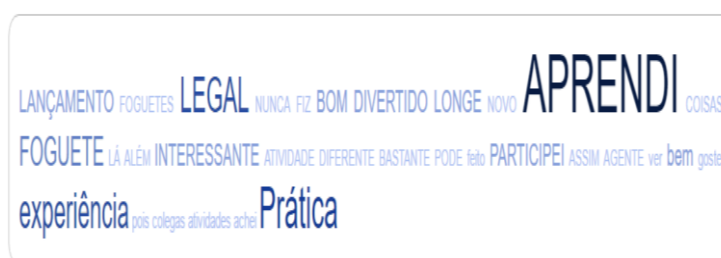 LANÇAMENTO FOGUETES LEGAL NUNCA FIZ BOM DIVERTIDO LONGE NOVO APRENDI COISAS
FOGUETE LÁ ALÉM INTERESSANTE ATIVIDADE DIFERENTE BASTANTE PODE feito PARTICIPEI ASSIM AGENTE ver bem goste
experiência pois colegas atividades achei Prática